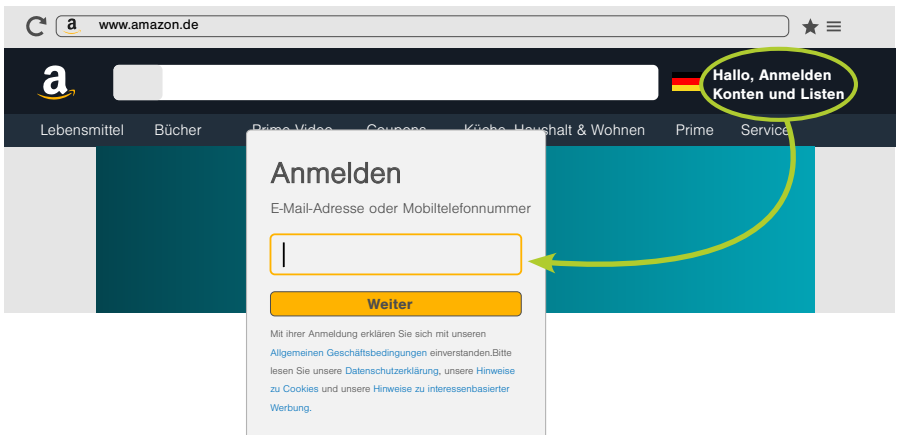 a www.amazon.de
a
Hallo, Anmelden
Konten und Listen
Lebensmittel Bücher Prime Video Coupons Küche, Haushalt & Wohnen Prime Service
Anmelden
E-Mail-Adresse oder Mobiltelefonnummer
Weiter
Mit ihrer Anmeldung erklären Sie sich mit unseren
Allgemeinen Geschäftsbedingungen einverstanden.Bitte
lesen Sie unsere Datenschutzerklärung, unsere Hinweise
zu Cookies und unsere Hinweise zu interessenbasierter
Werbung.